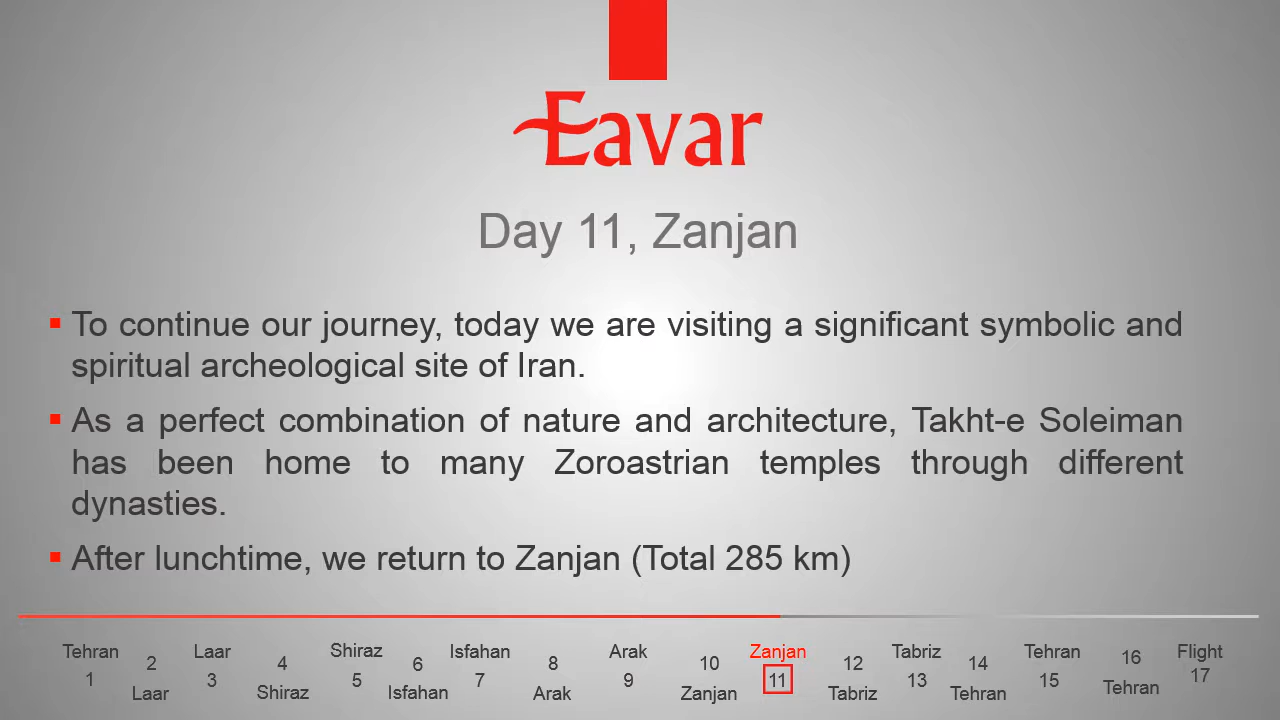 Eavar
Day 11, Zanjan
To continue our journey, today we are visiting a significant symbolic and
spiritual archeological site of Iran.
As a perfect combination of nature and architecture, Takht-e Soleiman
has been home to many Zoroastrian temples through different
dynasties.
After lunchtime, we return to Zanjan (Total 285 km)
Tehran
1
2
Laar
Laar
3
4
Shiraz
Shiraz
5
6
Isfahan
Isfahan
7
8
Arak
Arak
9
10
Zanjan
Zanjan
11
12
Tabriz
Tabriz
13
14
Tehran
Tehran
15
16
Tehran
Flight
17